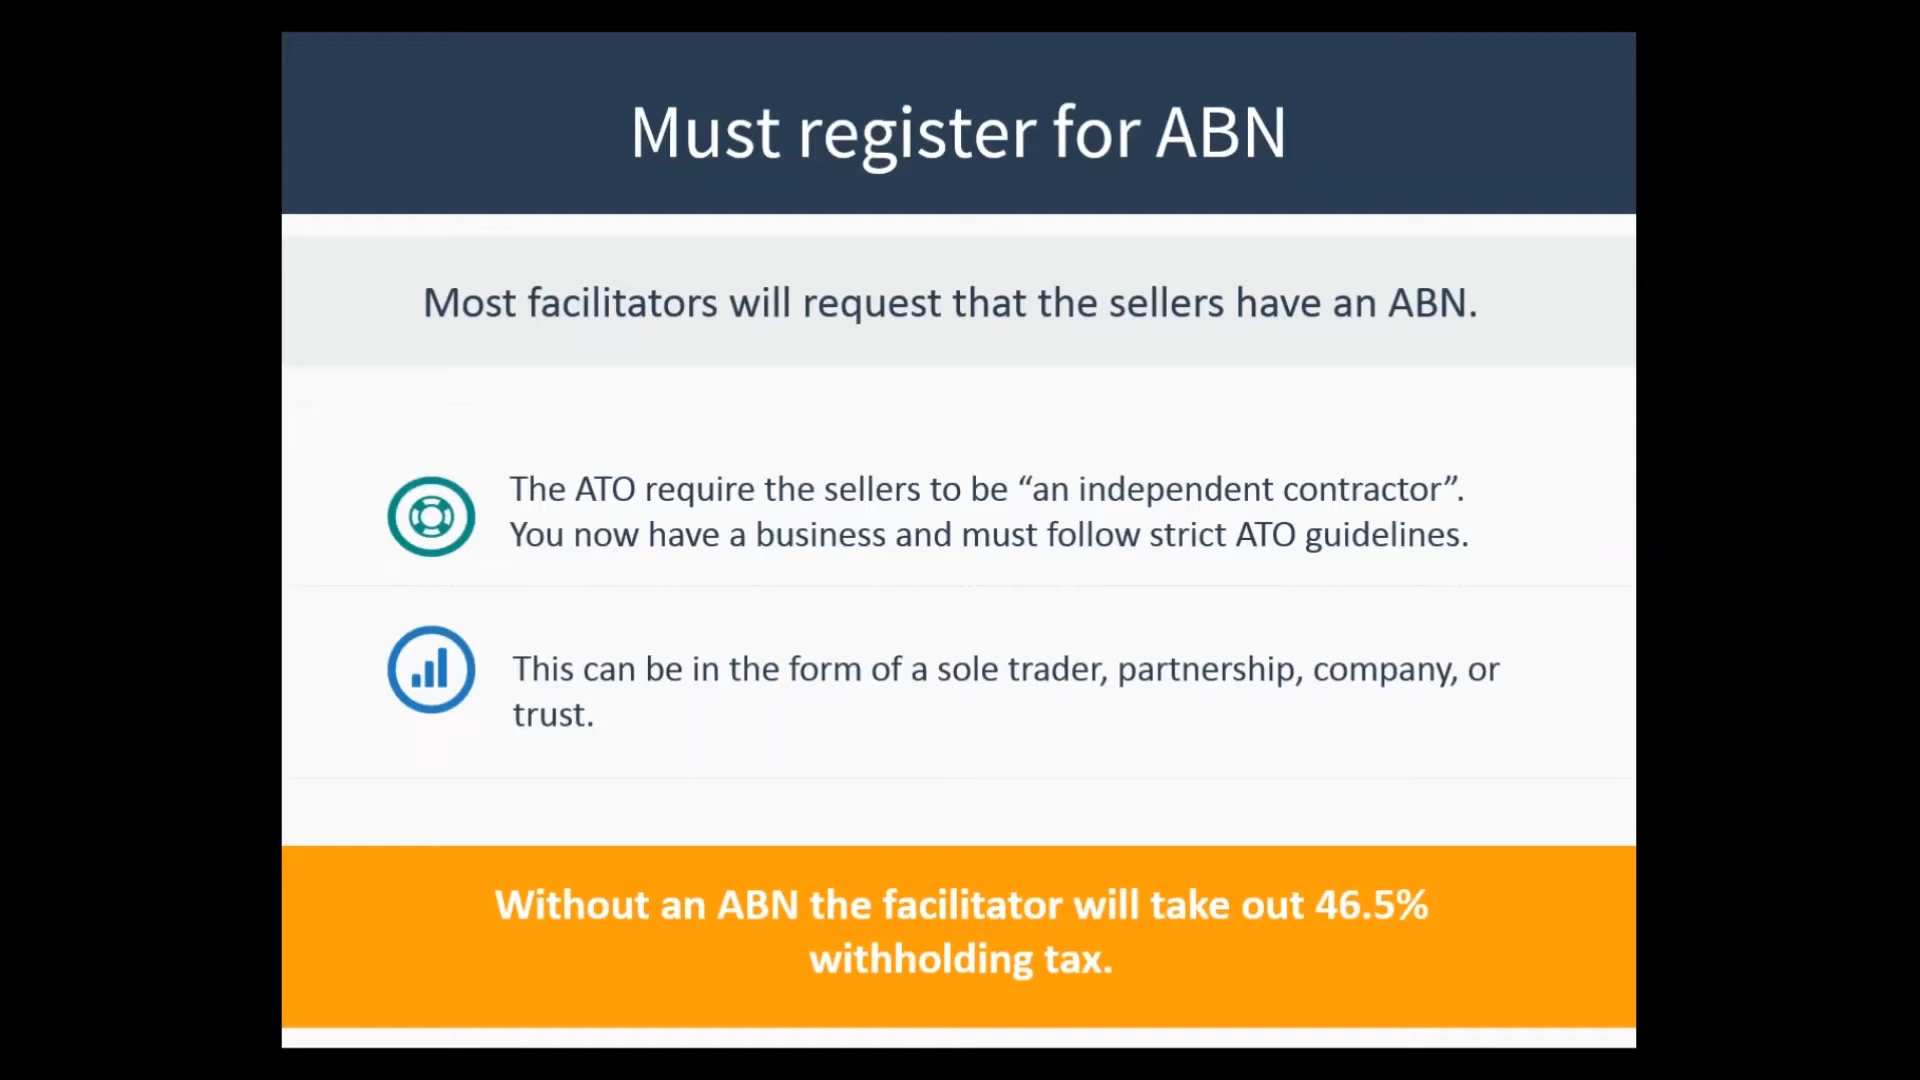 Must register for ABN
Most facilitators will request that the sellers have an ABN.
The ATO require the sellers to be “an independent contractor”.
You now have a business and must follow strict ATO guidelines.
This can be in the form of a sole trader, partnership, company, or
trust.
Without an ABN the facilitator will take out 46.5%
withholding tax.